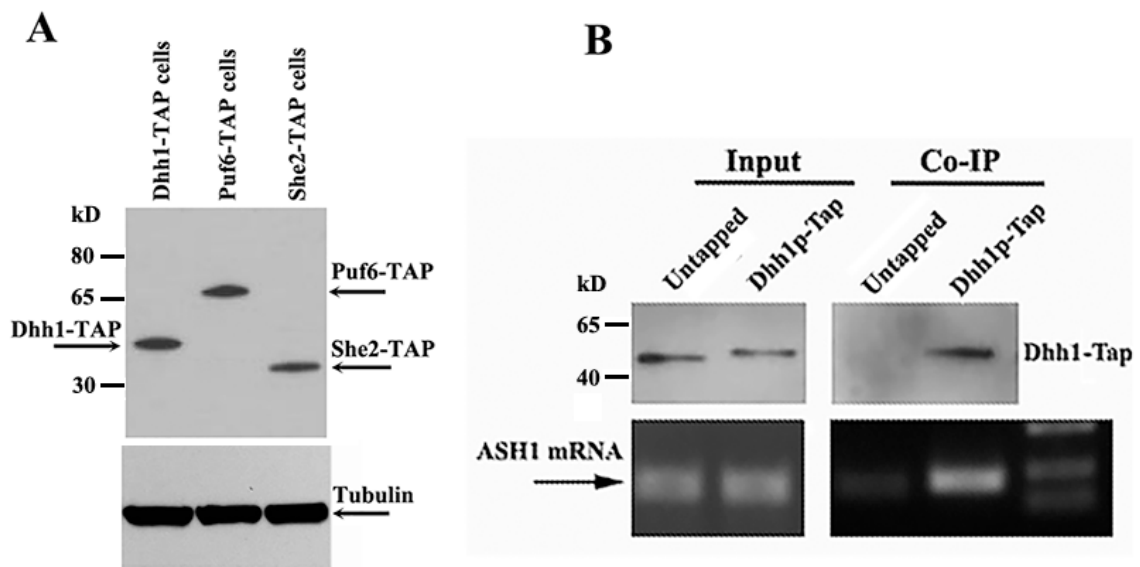 A
Dhh1-TAP cells
Puf6-TAP cells
She2-TAP cells
kD
80
65
30
Dhh1-TAP
Puf6-TAP
She2-TAP
Tubulin
B
Input
Co-IP
Untapped
Dhh1p-Tap
Untapped
Dhh1p-Tap
kD
65
40
Dhh1-Tap
ASH1 mRNA